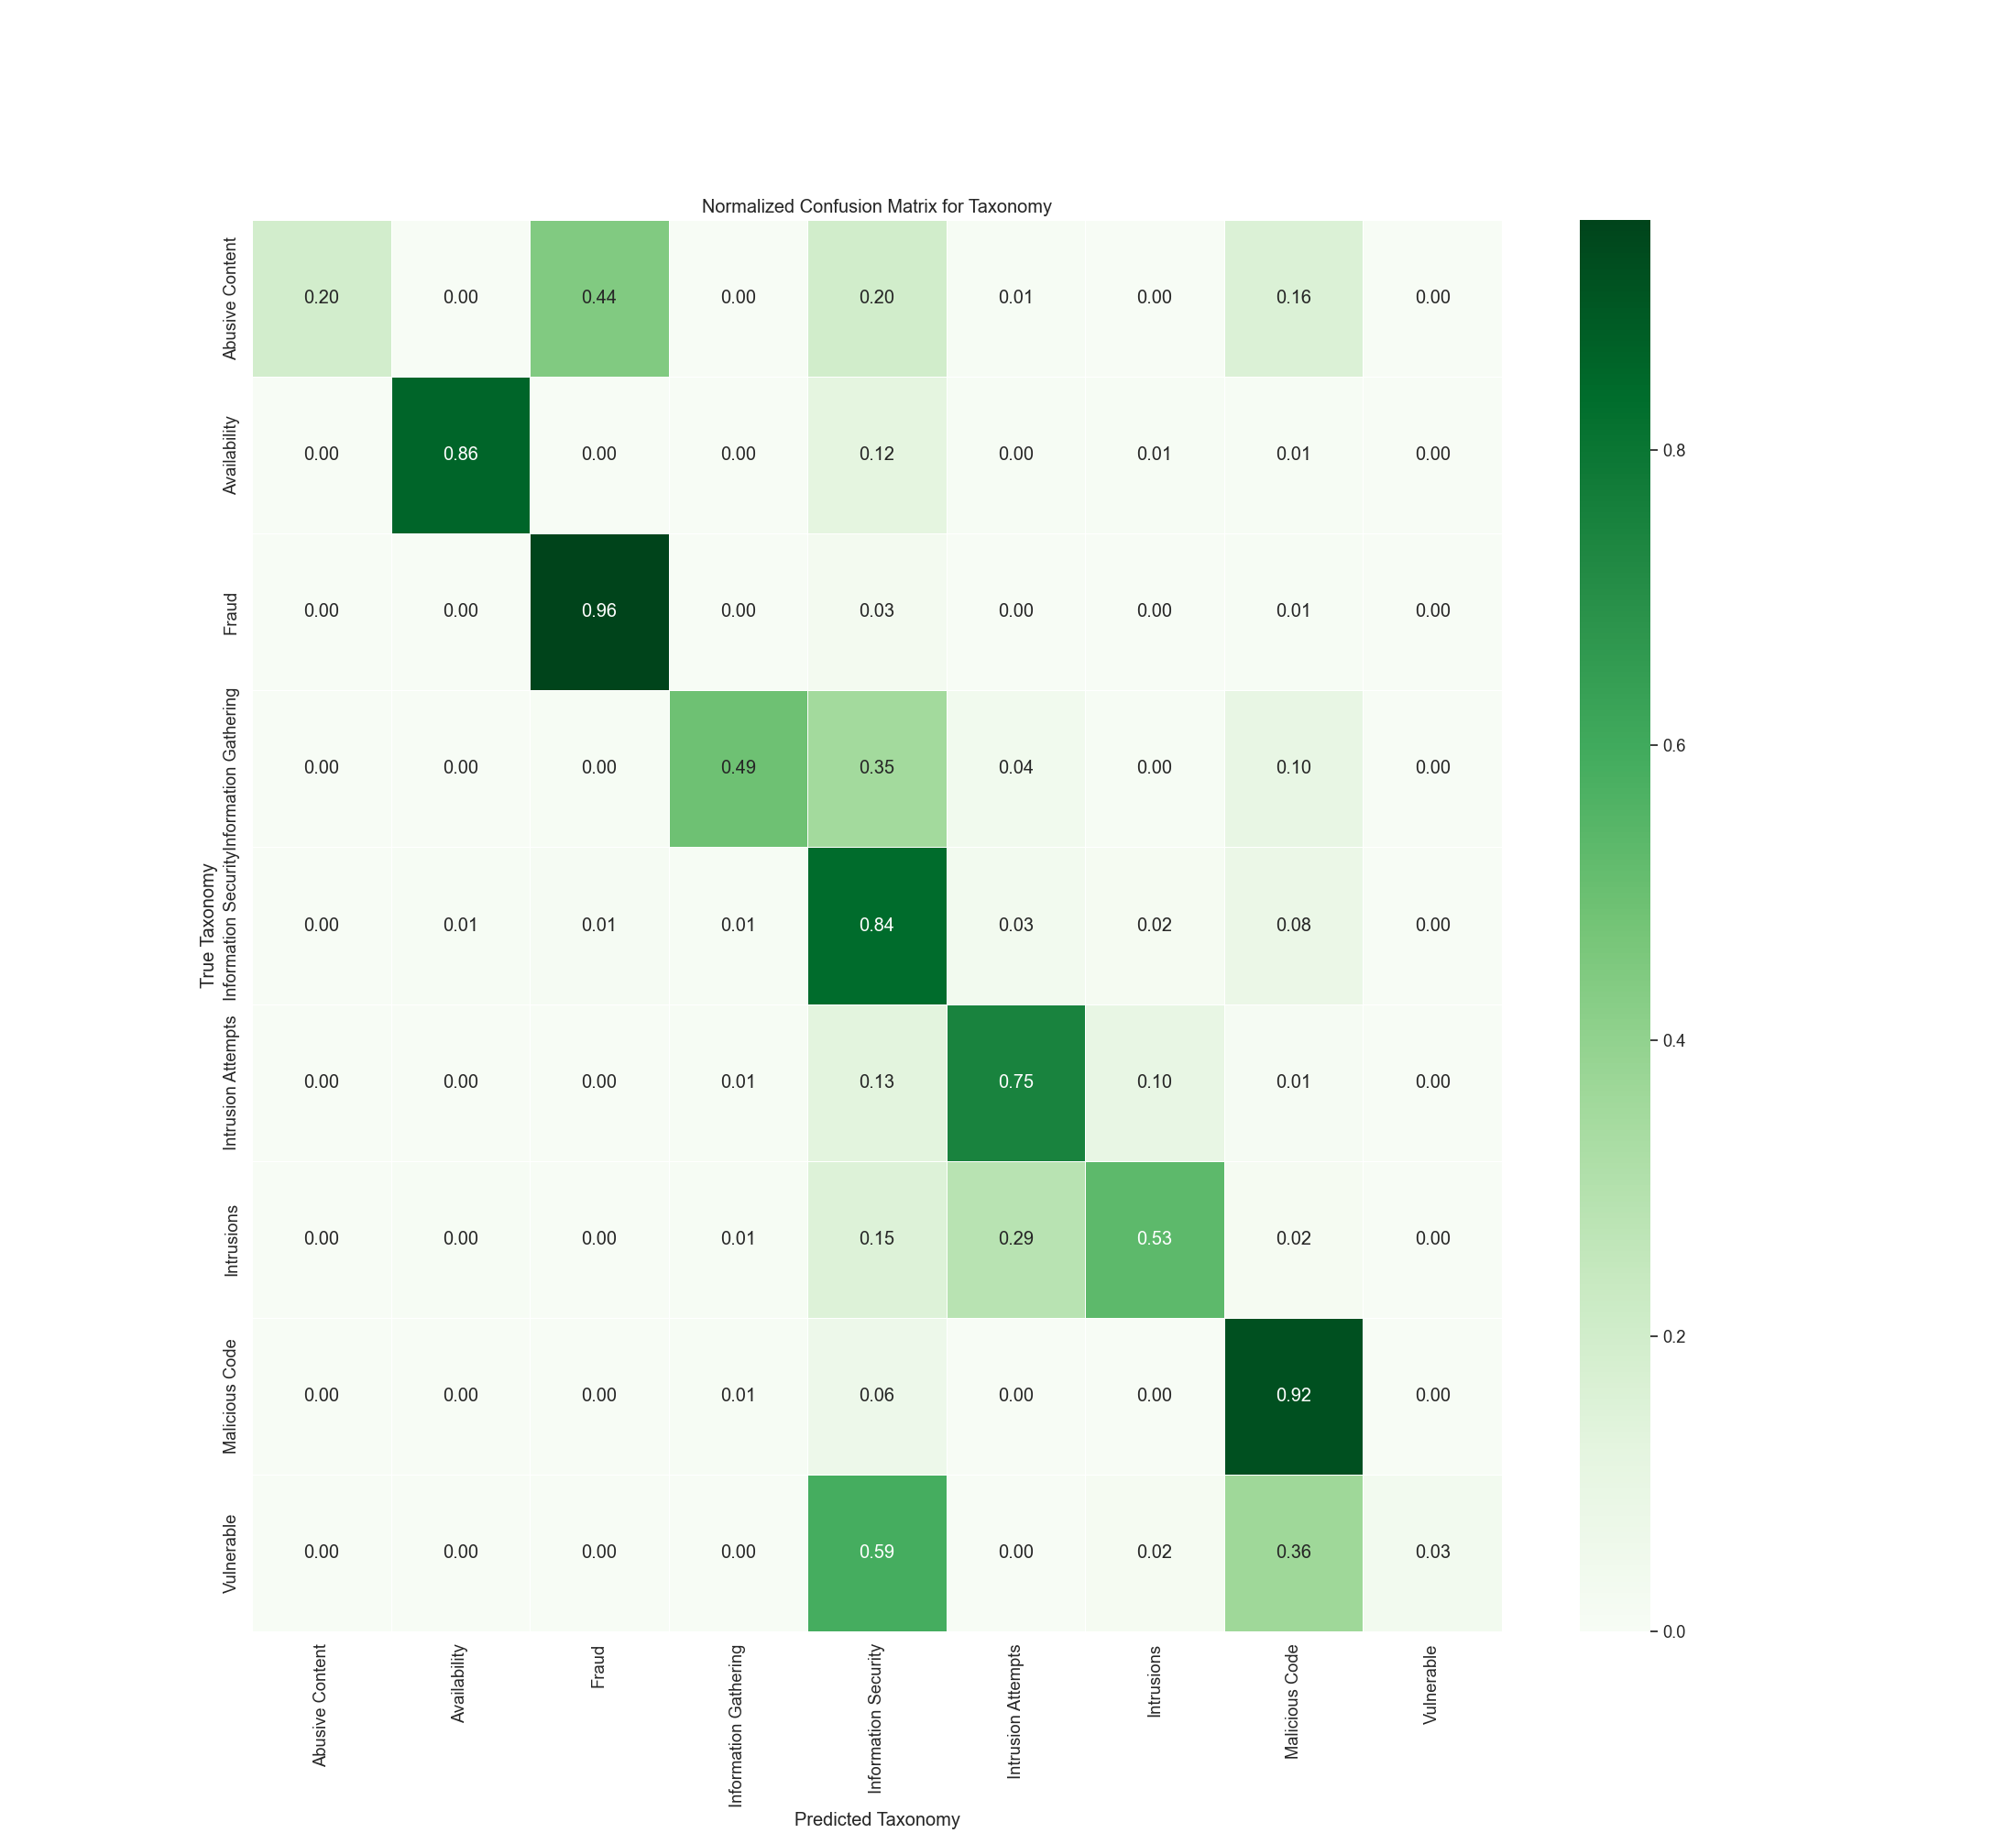 Normalized Confusion Matrix for Taxonomy
Abusive Content
0.20 0.00 0.44 0.00 0.20 0.01 0.00 0.16 0.00
Availability
0.00 0.86 0.00 0.00 0.12 0.00 0.01 0.01 0.00
0.8
Fraud
0.00 0.00 0.96 0.00 0.03 0.00 0.00 0.01 0.00
Information Gathering
0.00 0.00 0.00 0.49 0.35 0.04 0.00 0.10 0.00
0.6
True Taxonomy
Information Security
0.00 0.01 0.01 0.01 0.84 0.03 0.02 0.08 0.00
Intrusion Attempts
0.00 0.00 0.00 0.01 0.13 0.75 0.10 0.01 0.00
0.4
Intrusions
0.00 0.00 0.00 0.01 0.15 0.29 0.53 0.02 0.00
Malicious Code
0.00 0.00 0.00 0.01 0.06 0.00 0.00 0.92 0.00
0.2
Vulnerable
0.00 0.00 0.00 0.00 0.59 0.00 0.02 0.36 0.03
0.0
Abusive Content
Availability
Fraud
Information Gathering
Information Security
Intrusion Attempts
Intrusions
Malicious Code
Vulnerable
Predicted Taxonomy